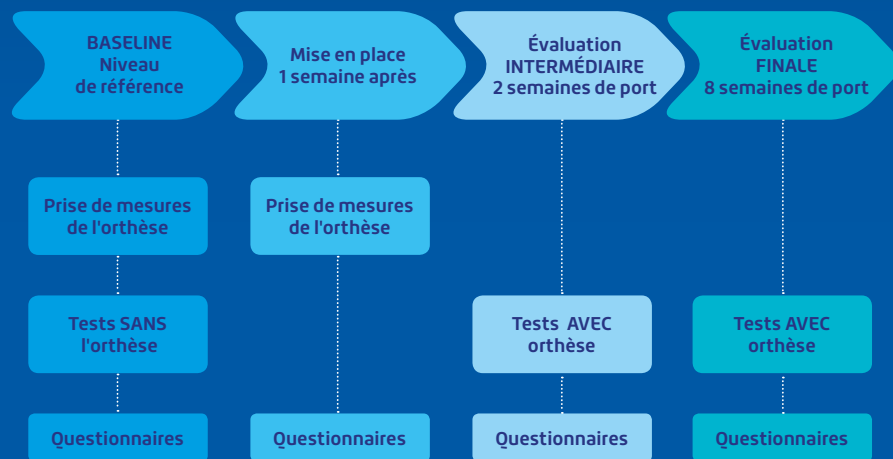 BASELINE
Niveau
de référence
Mise en place
1 semaine après
Évaluation
INTERMÉDIAIRE
2 semaines de port
Évaluation
FINALE
8 semaines de port
Prise de mesures
de l'orthèse
Prise de mesures
de l'orthèse
Tests SANS
l'orthèse
Tests AVEC
orthèse
Tests AVEC
orthèse
Questionnaires
Questionnaires
Questionnaires
Questionnaires